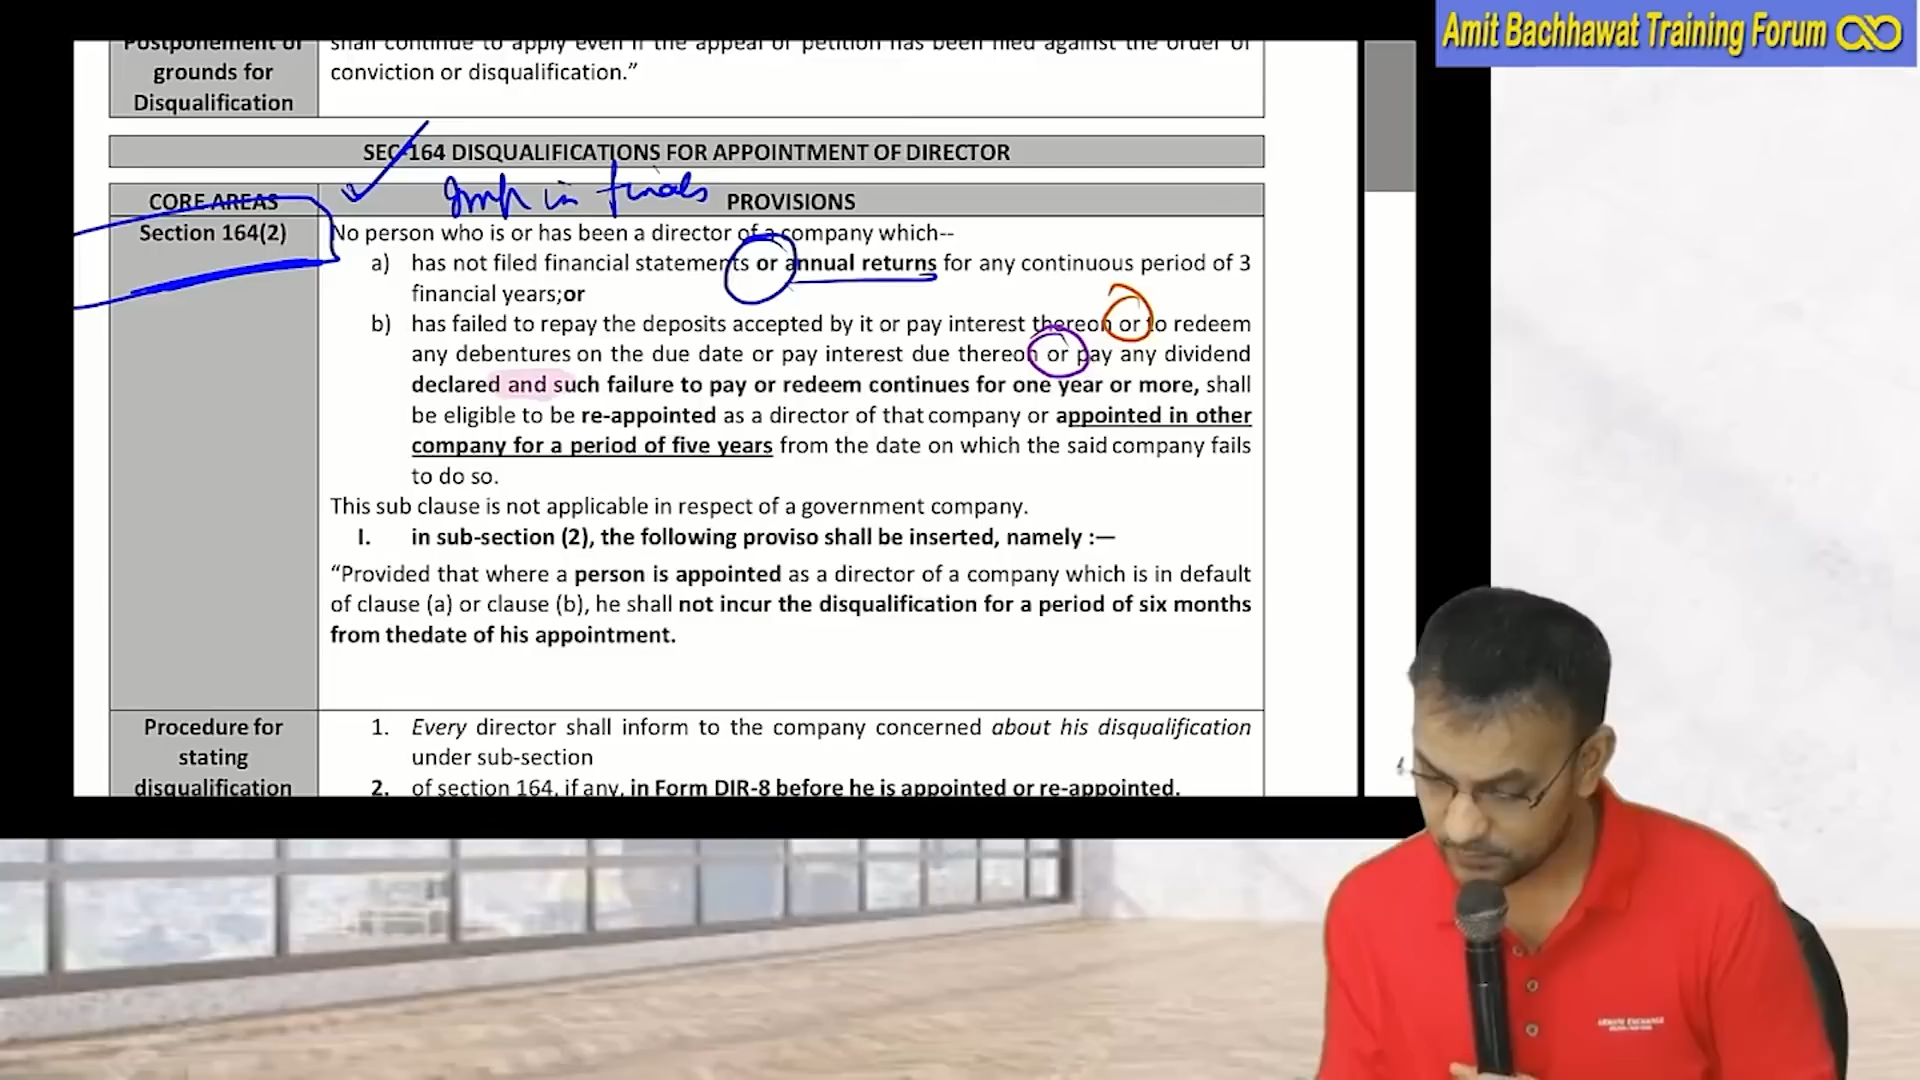 Amit Bachhawat Training Forum
Postponement of
grounds for
Disqualification
shall continue to apply even if the appeal or petition has been filed against the order of
conviction or disqualification.”
SEC-164 DISQUALIFICATIONS FOR APPOINTMENT OF DIRECTOR
Imp in finals
CORE AREAS
PROVISIONS
Section 164(2)
No person who is or has been a director of a company which--
a) has not filed financial statements or annual returns for any continuous period of 3
financial years;or
b) has failed to repay the deposits accepted by it or pay interest thereon or to redeem
any debentures on the due date or pay interest due thereon or pay any dividend
declared and such failure to pay or redeem continues for one year or more, shall
be eligible to be re-appointed as a director of that company or appointed in other
company for a period of five years from the date on which the said company fails
to do so.
This sub clause is not applicable in respect of a government company.
I. in sub-section (2), the following proviso shall be inserted, namely :—
“Provided that where a person is appointed as a director of a company which is in default
of clause (a) or clause (b), he shall not incur the disqualification for a period of six months
from thedate of his appointment.
Procedure for
stating
disqualification
1. Every director shall inform to the company concerned about his disqualification
under sub-section
2. of section 164, if any, in Form DIR-8 before he is appointed or re-appointed.